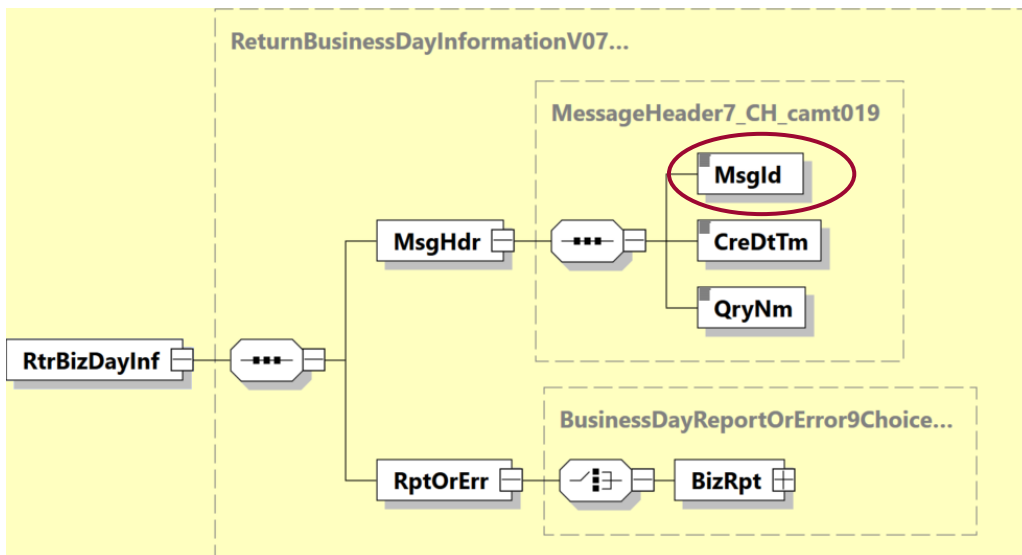 ReturnBusinessDayInformationV07...
MessageHeader7_CH_camt019
MsgId
MsgHdr
CreDtTm
QryNm
RtrBizDayInf
BusinessDayReportOrError9Choice...
RptOrErr
BizRpt